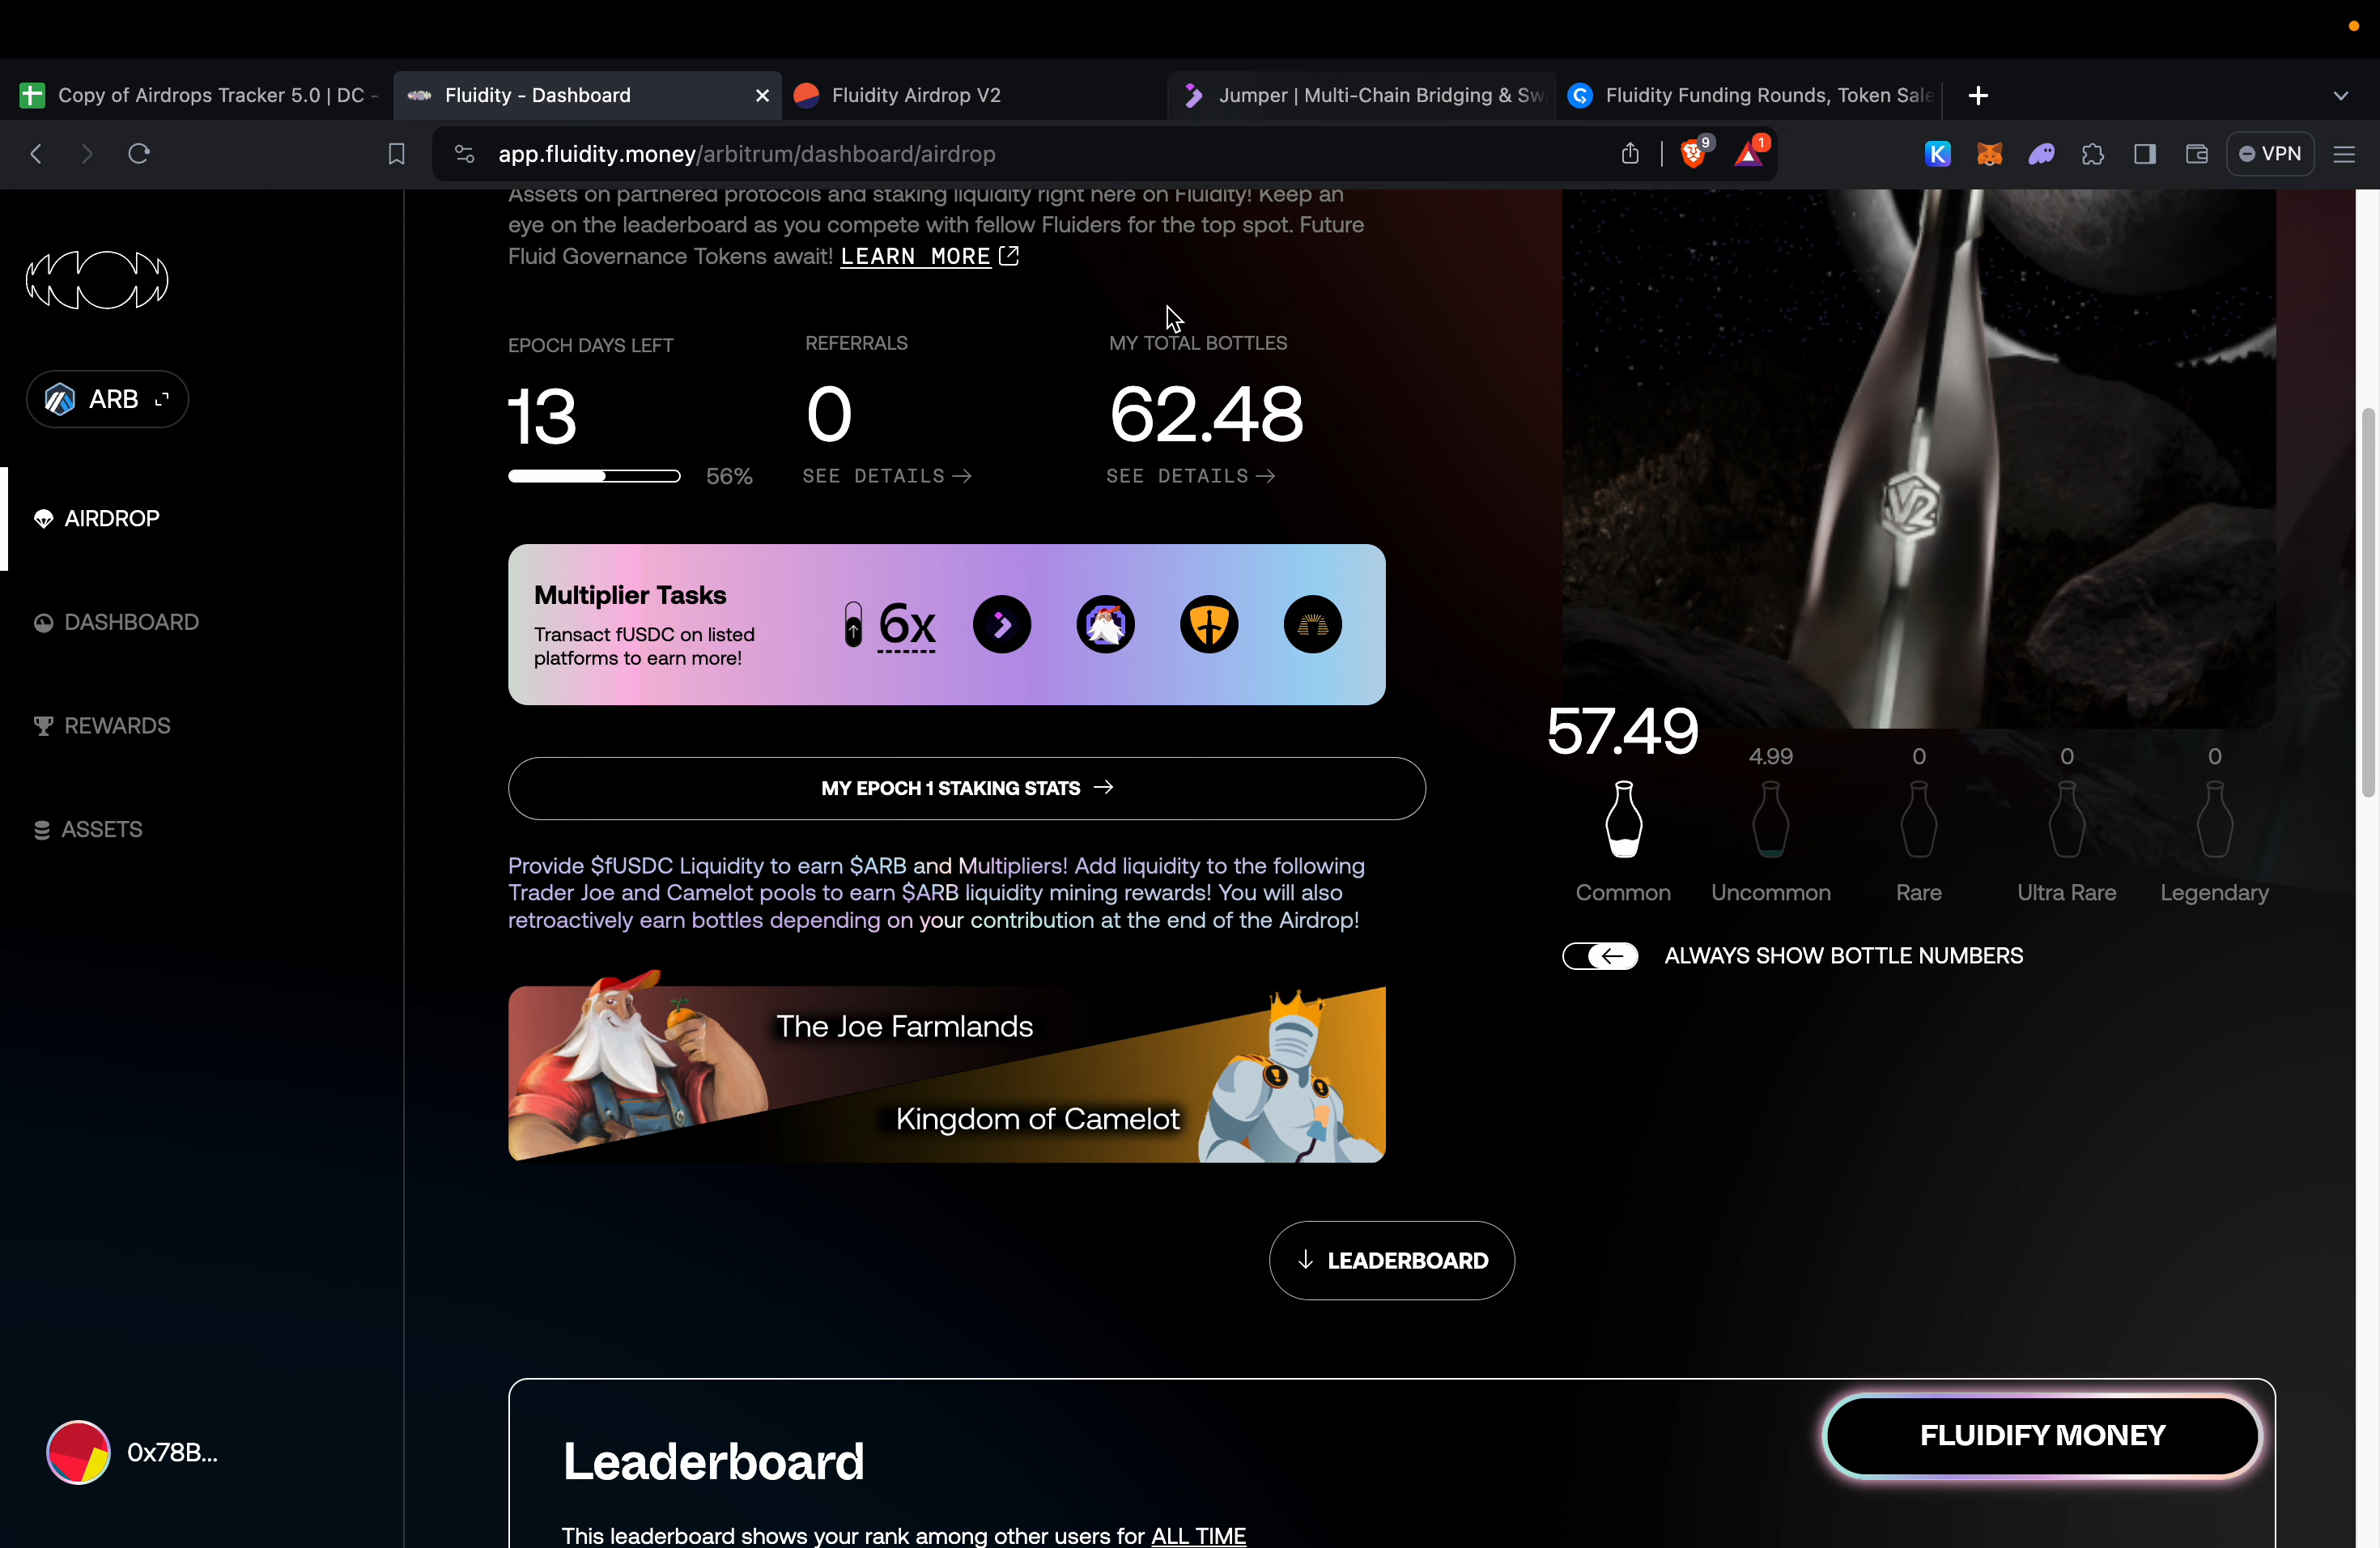 Copy of Airdrops Tracker 5.0 | DC -
Fluidity - Dashboard
Fluidity Airdrop V2
Jumper | Multi-Chain Bridging & Sw
Fluidity Funding Rounds, Token Sale
app.fluidity.money/arbitrum/dashboard/airdrop
9
1
VPN
Assets on partnered protocols and staking liquidity right here on Fluidity! Keep an
eye on the leaderboard as you compete with fellow Fluiders for the top spot. Future
Fluid Governance Tokens await! LEARN MORE
ARB
AIRDROP
DASHBOARD
REWARDS
ASSETS
0x78B...
EPOCH DAYS LEFT
13
56%
REFERRALS
0
SEE DETAILS
MY TOTAL BOTTLES
62.48
SEE DETAILS
Multiplier Tasks
Transact fUSDC on listed
platforms to earn more!
6x
MY EPOCH 1 STAKING STATS
Provide $fUSDC Liquidity to earn $ARB and Multipliers! Add liquidity to the following
Trader Joe and Camelot pools to earn $ARB liquidity mining rewards! You will also
retroactively earn bottles depending on your contribution at the end of the Airdrop!
The Joe Farmlands
Kingdom of Camelot
V2
57.49
4.99
0
0
0
Common
Uncommon
Rare
Ultra Rare
Legendary
ALWAYS SHOW BOTTLE NUMBERS
LEADERBOARD
Leaderboard
This leaderboard shows your rank among other users for ALL TIME
FLUIDIFY MONEY